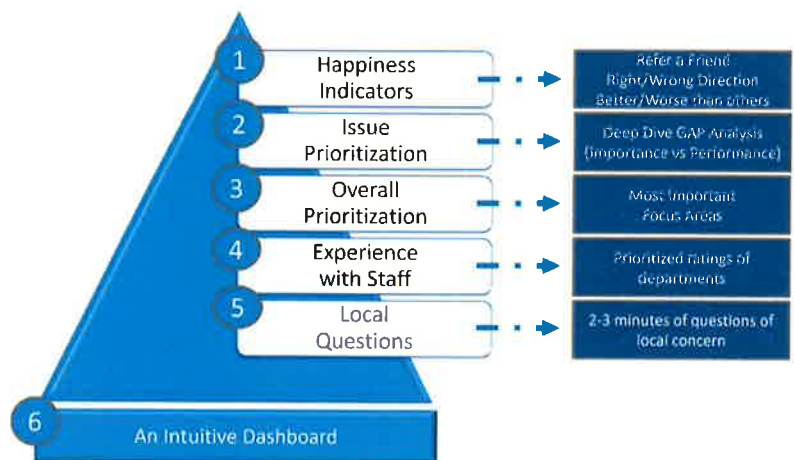 1
Happiness
Indicators
Refer a Friend
Right/Wrong Direction
Better/Worse than others
2
Issue
Prioritization
Deep Dive GAP Analysis
(Importance vs Performance)
3
Overall
Prioritization
Most Important
Focus Areas
4
Experience
with Staff
Prioritized ratings of
departments
5
Local
Questions
2-3 minutes of questions of
local concern
6
An Intuitive Dashboard